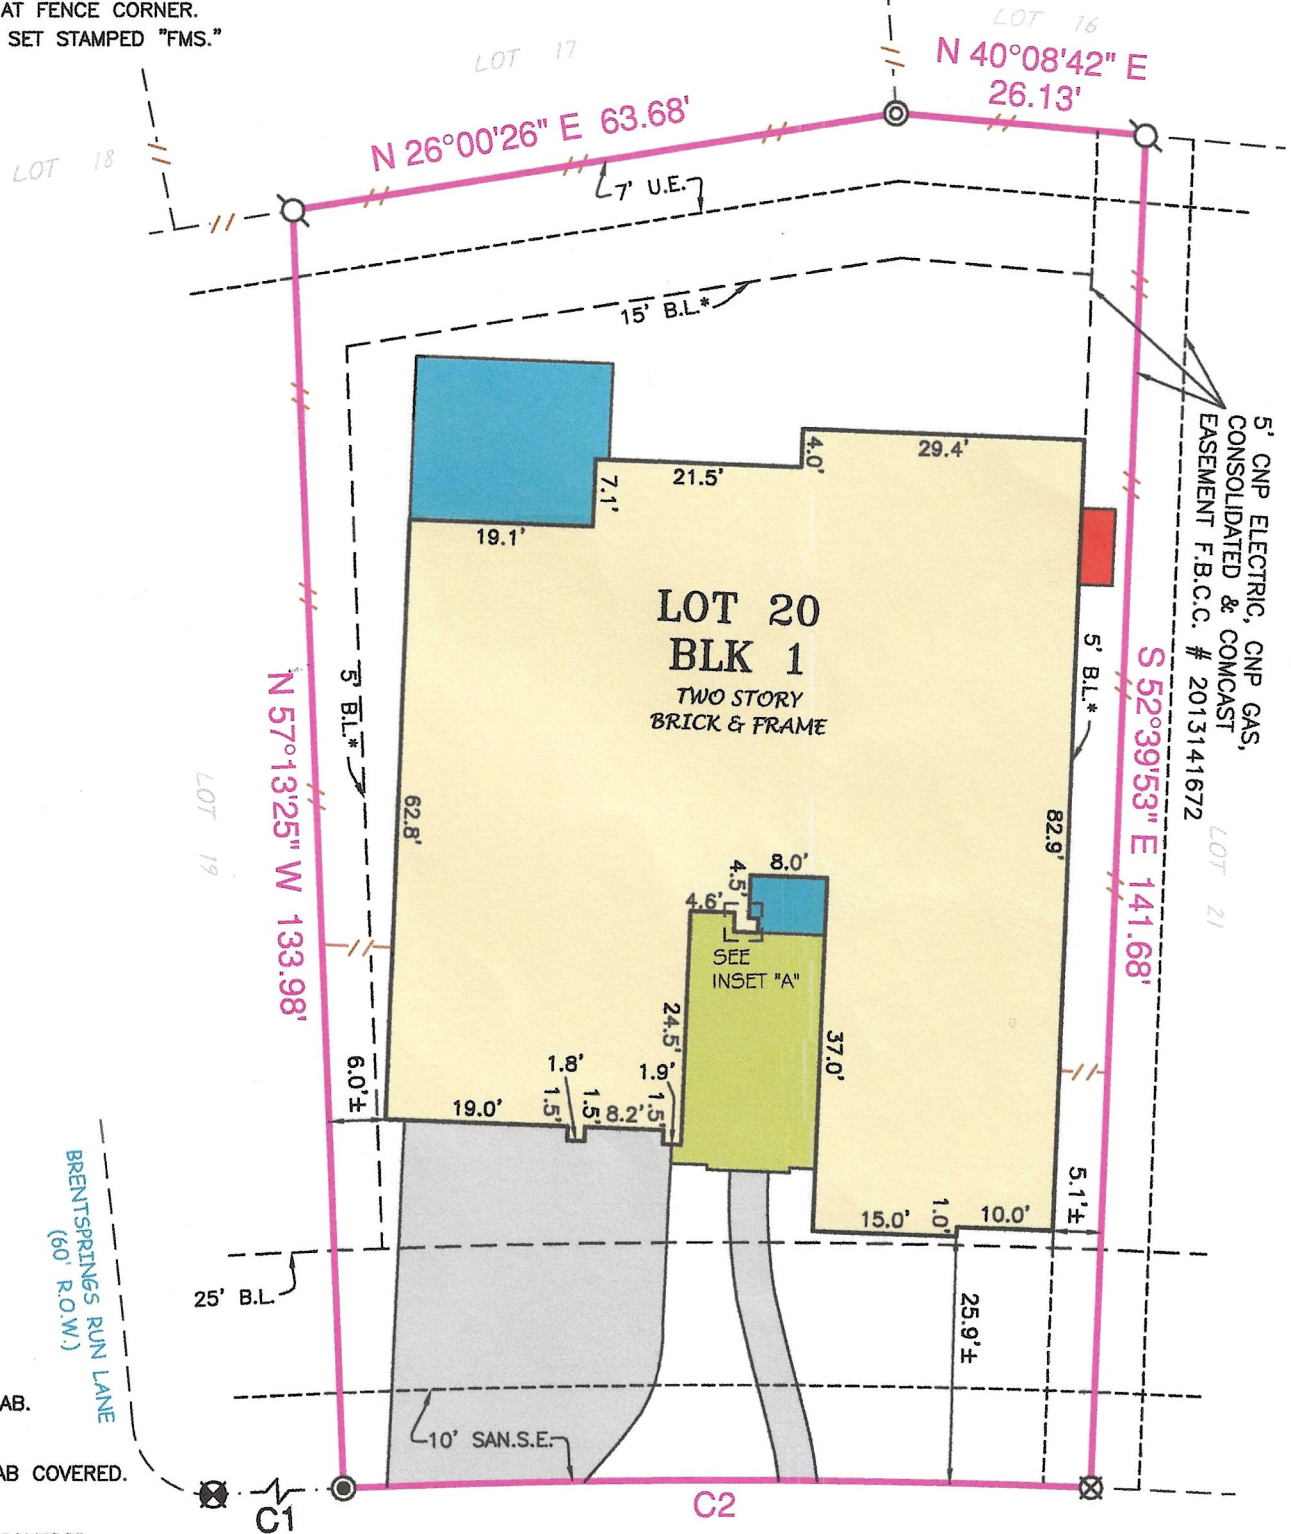 AT FENCE CORNER.
SET STAMPED "FMS."
LOT 16
LOT 17
N 40°08'42" E
26.13'
N 26°00'26" E 63.68'
LOT 18
7' U.E.
15' B.L.*
5' CNP ELECTRIC, CNP GAS,
CONSOLIDATED & COMCAST
EASEMENT F.B.C.C. # 2013141672
29.4'
4.0'
21.5'
7.1'
19.1'
LOT 20
BLK 1
TWO STORY
BRICK & FRAME
5' B.L.*
5' B.L.*
S 52°39'53" E 141.68'
N 57°13'25" W 133.98'
LOT 19
LOT 21
62.8'
82.9'
8.0'
4.5'
4.6'
SEE
INSET "A"
24.5'
37.0'
1.8'
1.9'
6.0'±
19.0'
1.5'
1.5'
8.2'
1.5'
5.1'±
15.0'
1.0'
10.0'
BRENTSPRINGS RUN LANE
(60' R.O.W.)
25' B.L.
25.9'±
AB.
10' SAN.S.E.
AB COVERED.
C1
C2